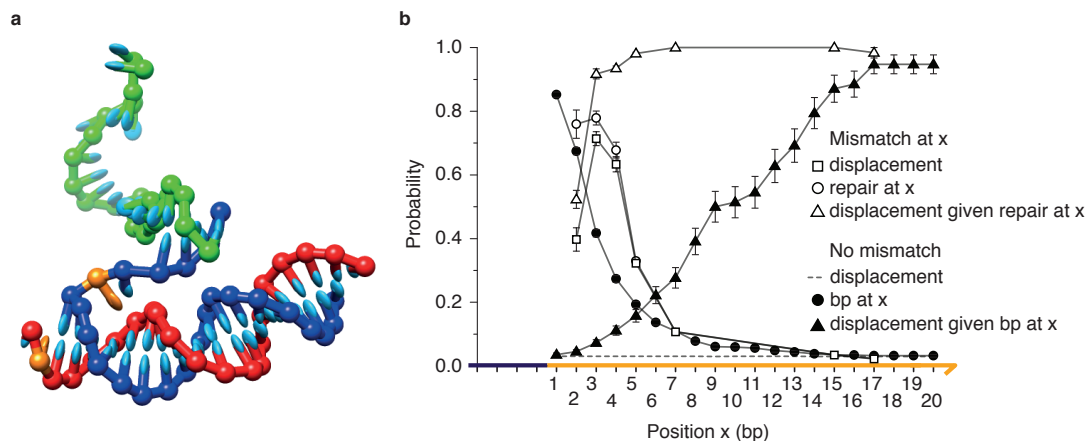 a
b
1.0
0.8
0.6
0.4
0.2
0.0
Probability
Mismatch at x
displacement
repair at x
displacement given repair at x
No mismatch
displacement
bp at x
displacement given bp at x
1 3 5 7 9 11 13 15 17 19
2 4 6 8 10 12 14 16 18 20
Position x (bp)